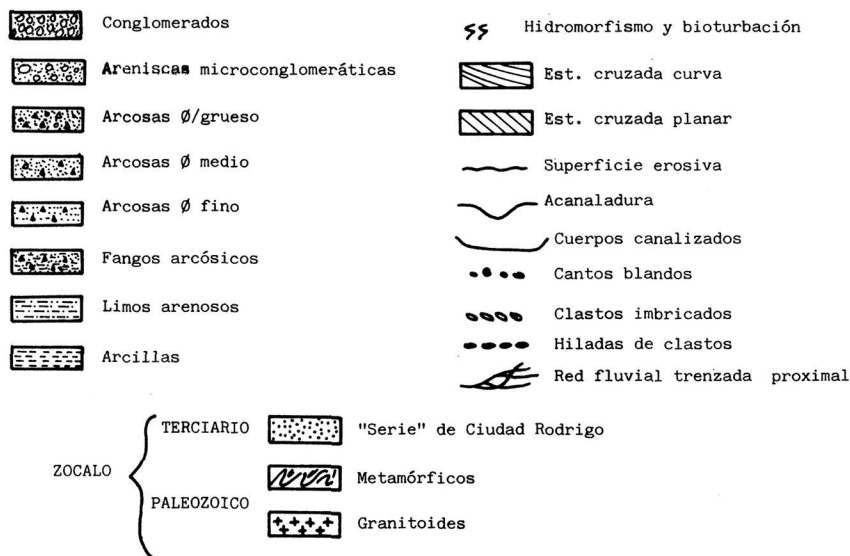 Conglomerados
Areniscas microconglomeráticas
Arcosas Ø/grueso
Arcosas Ø medio
Arcosas Ø fino
Fangos arcósicos
Limos arenosos
Arcillas
Hidromorfismo y bioturbación
Est. cruzada curva
Est. cruzada planar
Superficie erosiva
Acanaladura
Cuerpos canalizados
Cantos blandos
Clastos imbricados
Hiladas de clastos
Red fluvial trenzada proximal
ZOCALO
TERCIARIO
"Serie" de Ciudad Rodrigo
PALEOZOICO
Metamórficos
Granitoides